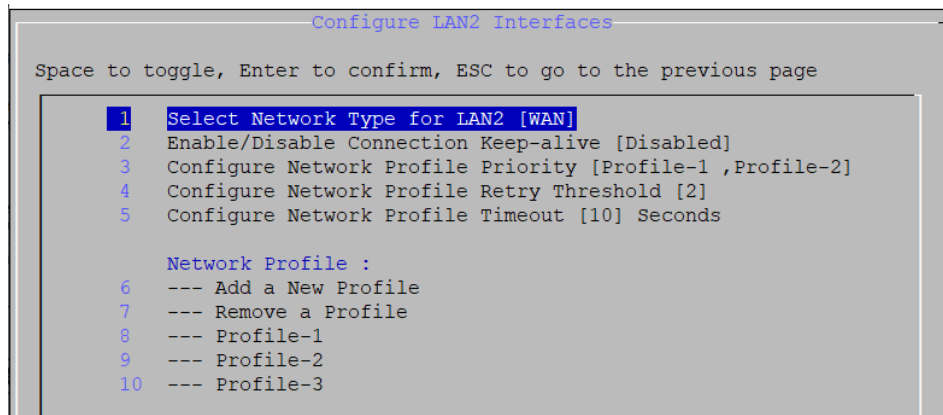 Configure LAN2 Interfaces
Space to toggle, Enter to confirm, ESC to go to the previous page
1 Select Network Type for LAN2 [WAN]
2 Enable/Disable Connection Keep-alive [Disabled]
3 Configure Network Profile Priority [Profile-1 ,Profile-2]
4 Configure Network Profile Retry Threshold [2]
5 Configure Network Profile Timeout [10] Seconds
Network Profile :
6 --- Add a New Profile
7 --- Remove a Profile
8 --- Profile-1
9 --- Profile-2
10 --- Profile-3